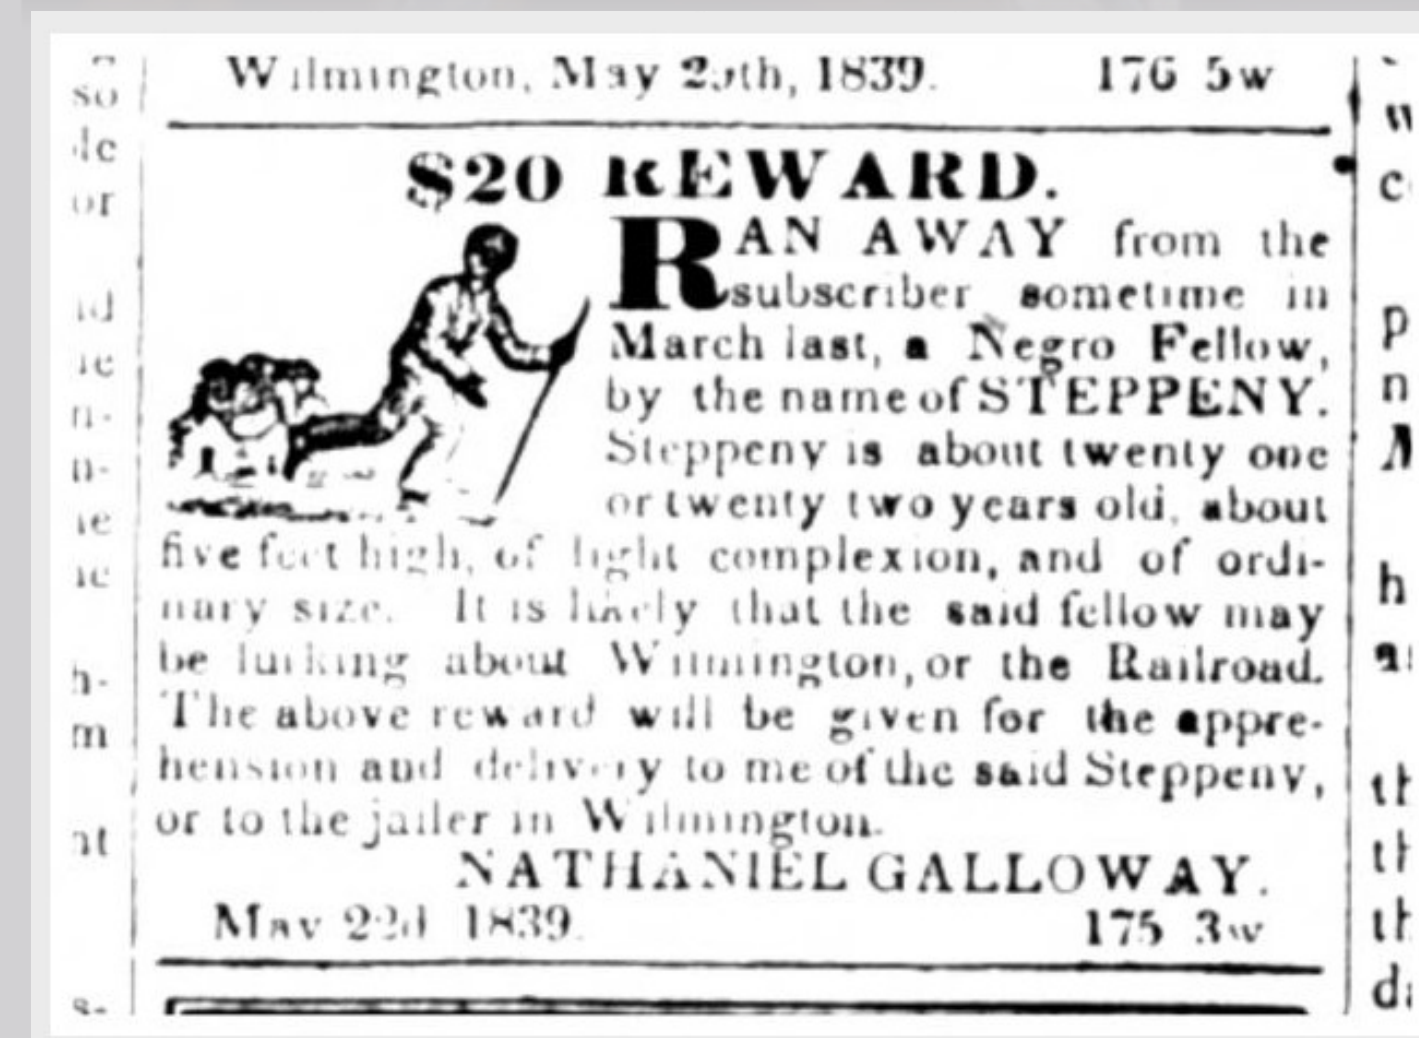 Wilmington, May 25th, 1839. 176 5w
$20 REWARD.
RAN AWAY from the
subscriber sometime in
March last, a Negro Fellow,
by the name of STEPPENY.
Steppeny is about twenty one
or twenty two years old, about
five feet high, of light complexion, and of ordi-
nary size. It is likely that the said fellow may
be lurking about Wilmington, or the Railroad.
The above reward will be given for the appre-
hension and delivery to me of the said Steppeny,
or to the jailer in Wilmington.
NATHANIEL GALLOWAY.
May 22d 1839. 175 3w